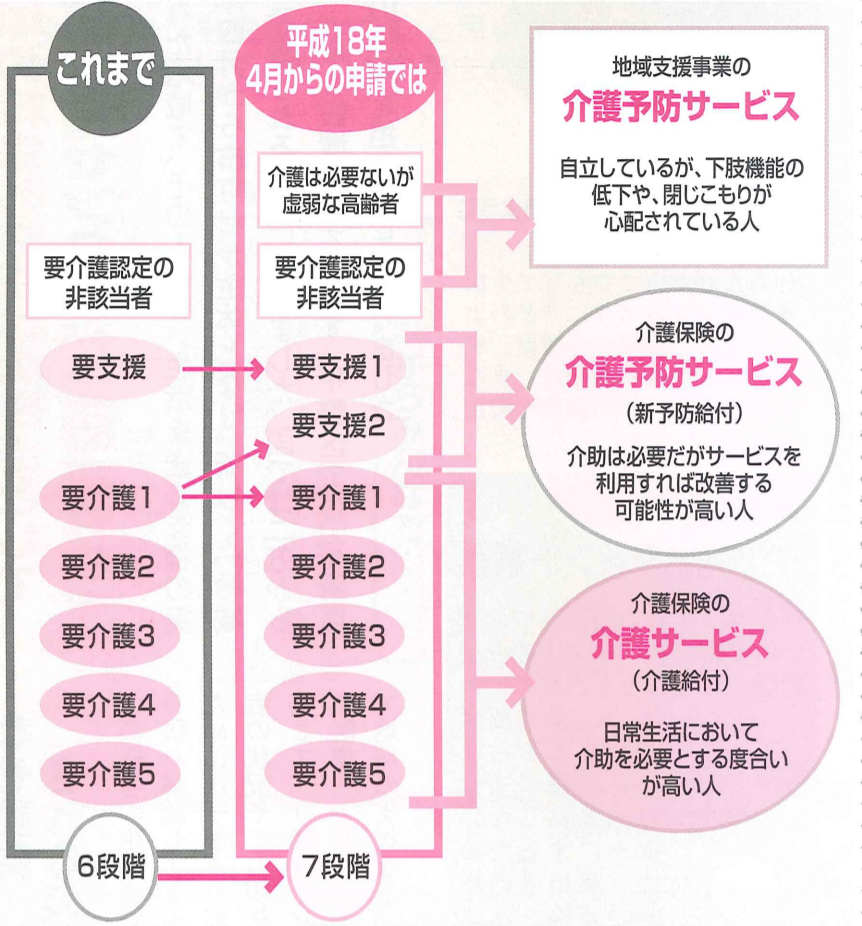 これまで
要介護認定の
非該当者
要支援
要介護1
要介護2
要介護3
要介護4
要介護5
6段階
平成18年
4月からの申請では
介護は必要ないが
虚弱な高齢者
要介護認定の
非該当者
要支援1
要支援2
要介護1
要介護2
要介護3
要介護4
要介護5
7段階
地域支援事業の
介護予防サービス
自立しているが、下肢機能の
低下や、閉じこもりが
心配されている人
介護保険の
介護予防サービス
(新予防給付)
介助は必要だがサービスを
利用すれば改善する
可能性が高い人
介護保険の
介護サービス
(介護給付)
日常生活において
介助を必要とする度合い
が高い人